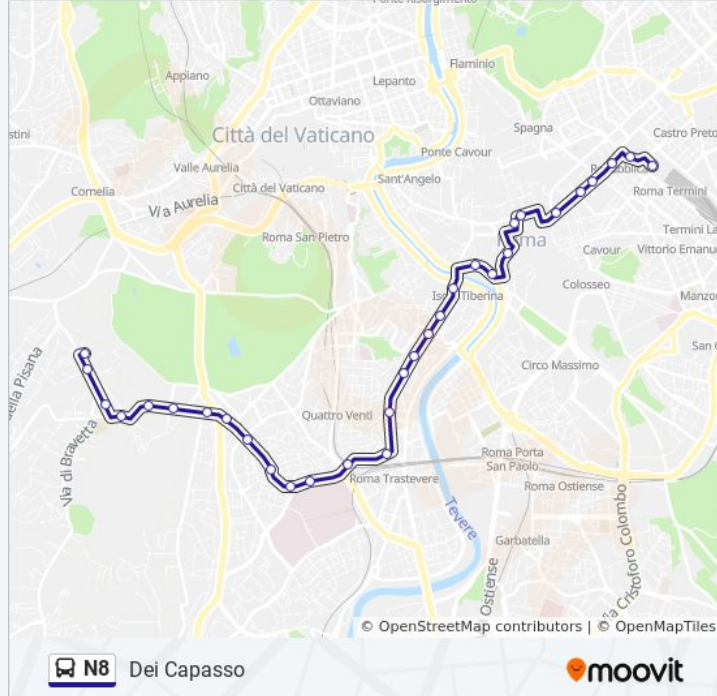 Ponte Risorgimento
Flaminio
Appiano
Lepanto
Ottaviano
Città del Vaticano
Spagna
Castro Preto
stini
Ponte Cavour
Valle Aurelia
Sant'Angelo
Repubblica
Cornelia
Città del Vaticano
Roma Termini
Via Aurelia
Roma San Pietro
Roma
Termini La
Cavour
Vittorio Emanue
Colosseo
Isola Tiberina
Manzo
della Pisana
San G
Circo Massimo
Quattro Venti
Via di Bravetta
Roma Porta
San Paolo
Roma Trastevere
Roma Ostiense
Tevere
Garbatella
Ostiense
Via Cristoforo Colombo
© OpenStreetMap contributors | © OpenMapTiles
N8 Dei Capasso
moovit